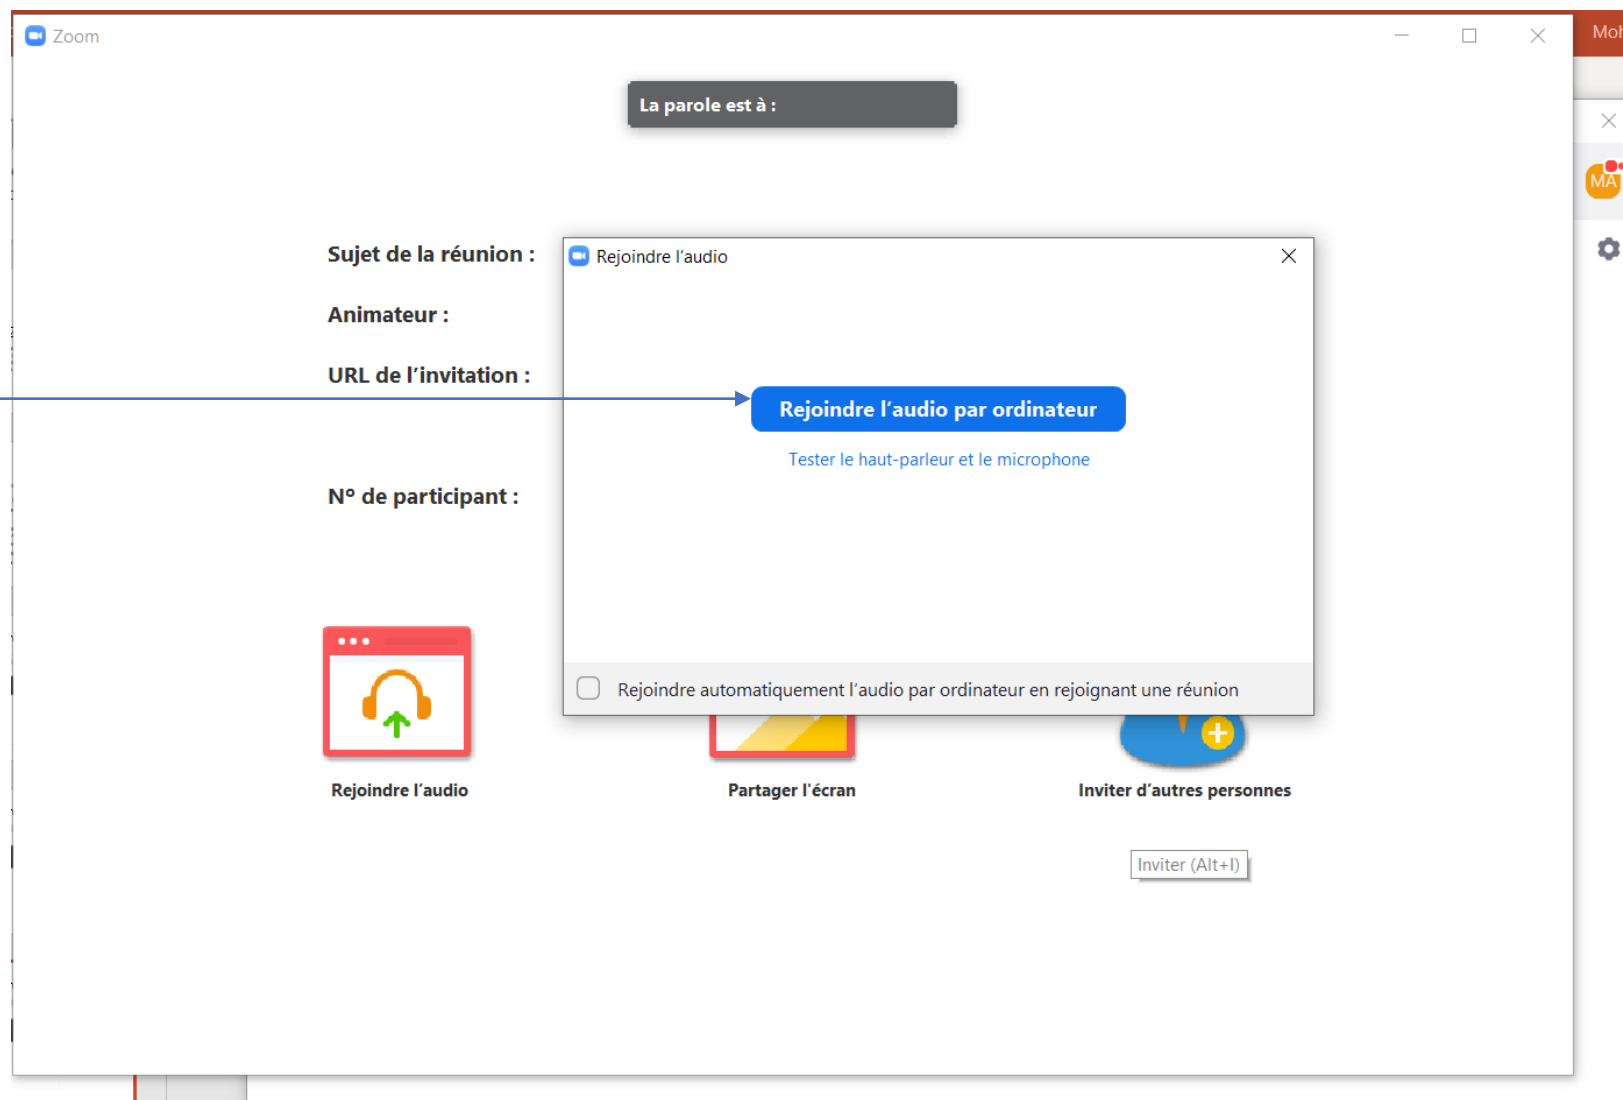 Zoom
Moh
La parole est à :
MA
Sujet de la réunion :
Rejoindre l'audio
Animateur :
URL de l'invitation :
Rejoindre l'audio par ordinateur
Tester le haut-parleur et le microphone
Nº de participant :
Rejoindre automatiquement l'audio par ordinateur en rejoignant une réunion
Rejoindre l'audio
Partager l'écran
Inviter d'autres personnes
Inviter (Alt+I)